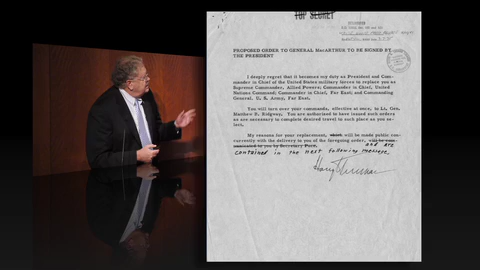 TOP SECRET
PROPOSED ORDER TO GENERAL MacARTHUR TO BE SIGNED BY
THE PRESIDENT
I deeply regret that it becomes my duty as President and Com-
mander in Chief of the United States military forces to replace you as
Supreme Commander, Allied Powers; Commander in Chief, United
Nations Command; Commander in Chief, Far East; and Commanding
General, U. S. Army, Far East.
You will turn over your commands, effective at once, to Lt. Gen.
Matthew B. Ridgway. You are authorized to have issued such orders
as are necessary to complete desired travel to such place as you se-
lect.
My reasons for your replacement, which will be made public con-
currently with the delivery to you of the foregoing order, and are
contained in the next following message
Harry Truman